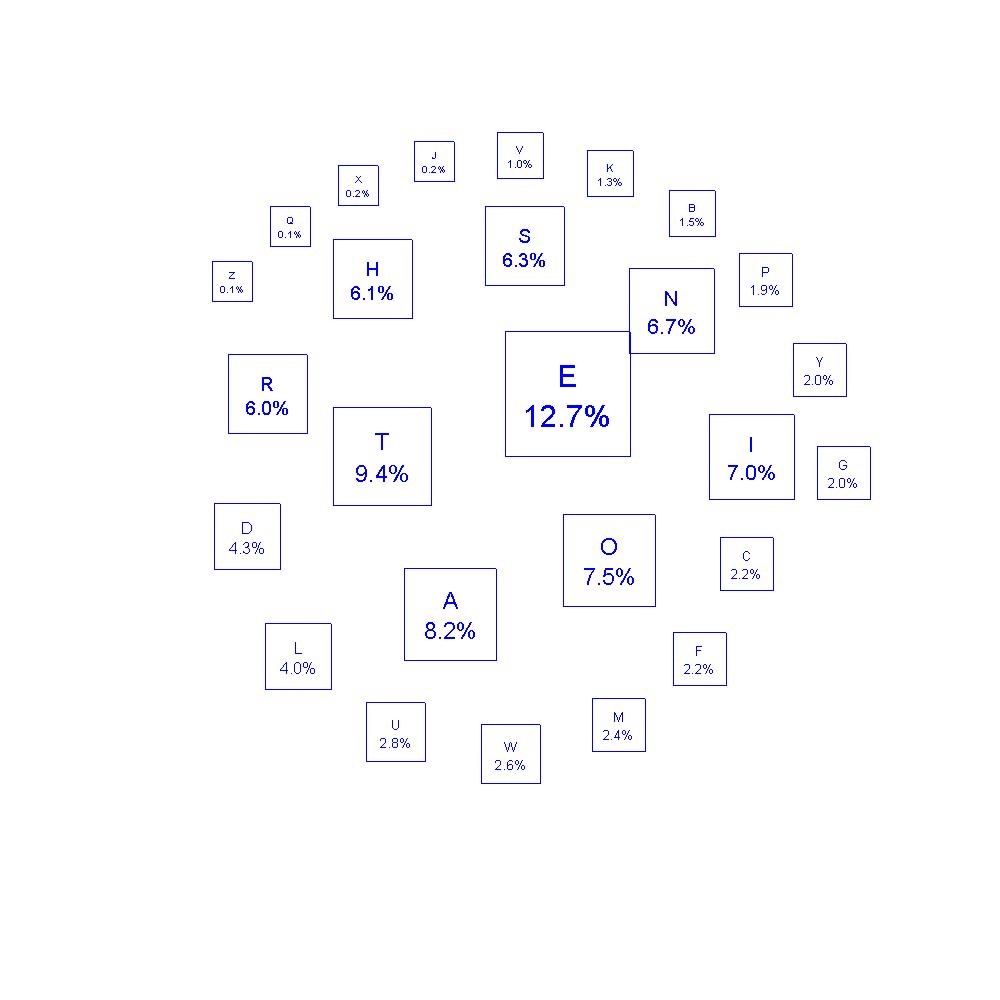 V
1.0%
J
0.2%
K
1.3%
X
0.2%
B
1.5%
Q
0.1%
S
6.3%
H
6.1%
Z
0.1%
P
1.9%
N
6.7%
Y
2.0%
E
12.7%
R
6.0%
T
9.4%
I
7.0%
G
2.0%
D
4.3%
O
7.5%
C
2.2%
A
8.2%
L
4.0%
F
2.2%
M
2.4%
U
2.8%
W
2.6%